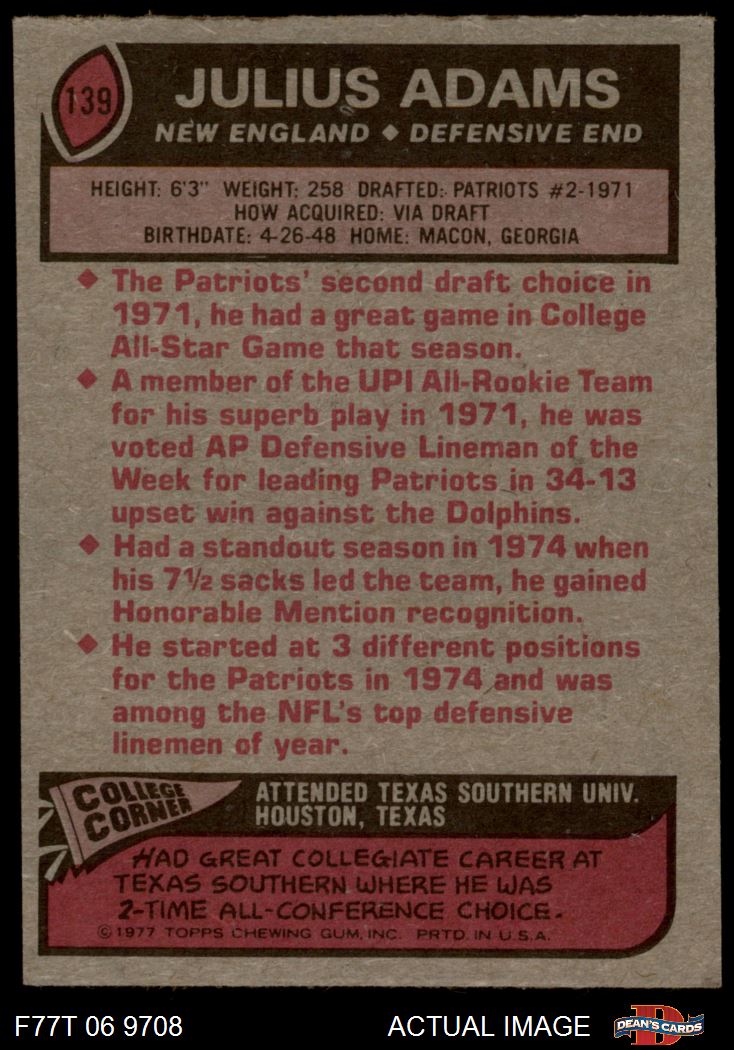 139
JULIUS ADAMS
NEW ENGLAND ◆ DEFENSIVE END
HEIGHT: 6'3" WEIGHT: 258 DRAFTED: PATRIOTS #2-1971
HOW ACQUIRED: VIA DRAFT
BIRTHDATE: 4-26-48 HOME: MACON, GEORGIA
◆ The Patriots' second draft choice in
1971, he had a great game in College
All-Star Game that season.
◆ A member of the UPI All-Rookie Team
for his superb play in 1971, he was
voted AP Defensive Lineman of the
Week for leading Patriots in 34-13
upset win against the Dolphins.
◆ Had a standout season in 1974 when
his 7½ sacks led the team, he gained
Honorable Mention recognition.
◆ He started at 3 different positions
for the Patriots in 1974 and was
among the NFL's top defensive
linemen of year.
COLLEGE
CORNER
ATTENDED TEXAS SOUTHERN UNIV.
HOUSTON, TEXAS
HAD GREAT COLLEGIATE CAREER AT
TEXAS SOUTHERN WHERE HE WAS
2-TIME ALL-CONFERENCE CHOICE.
© 1977 TOPPS CHEWING GUM, INC. PRTD. IN U.S.A.
F77T 06 9708
ACTUAL IMAGE
D
DEAN'S CARDS